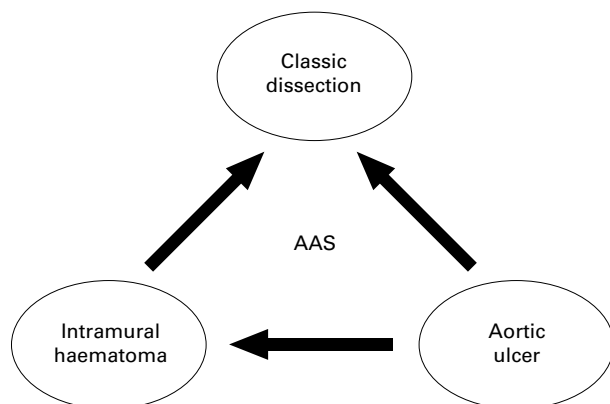 Classic
dissection
AAS
Intramural
haematoma
Aortic
ulcer